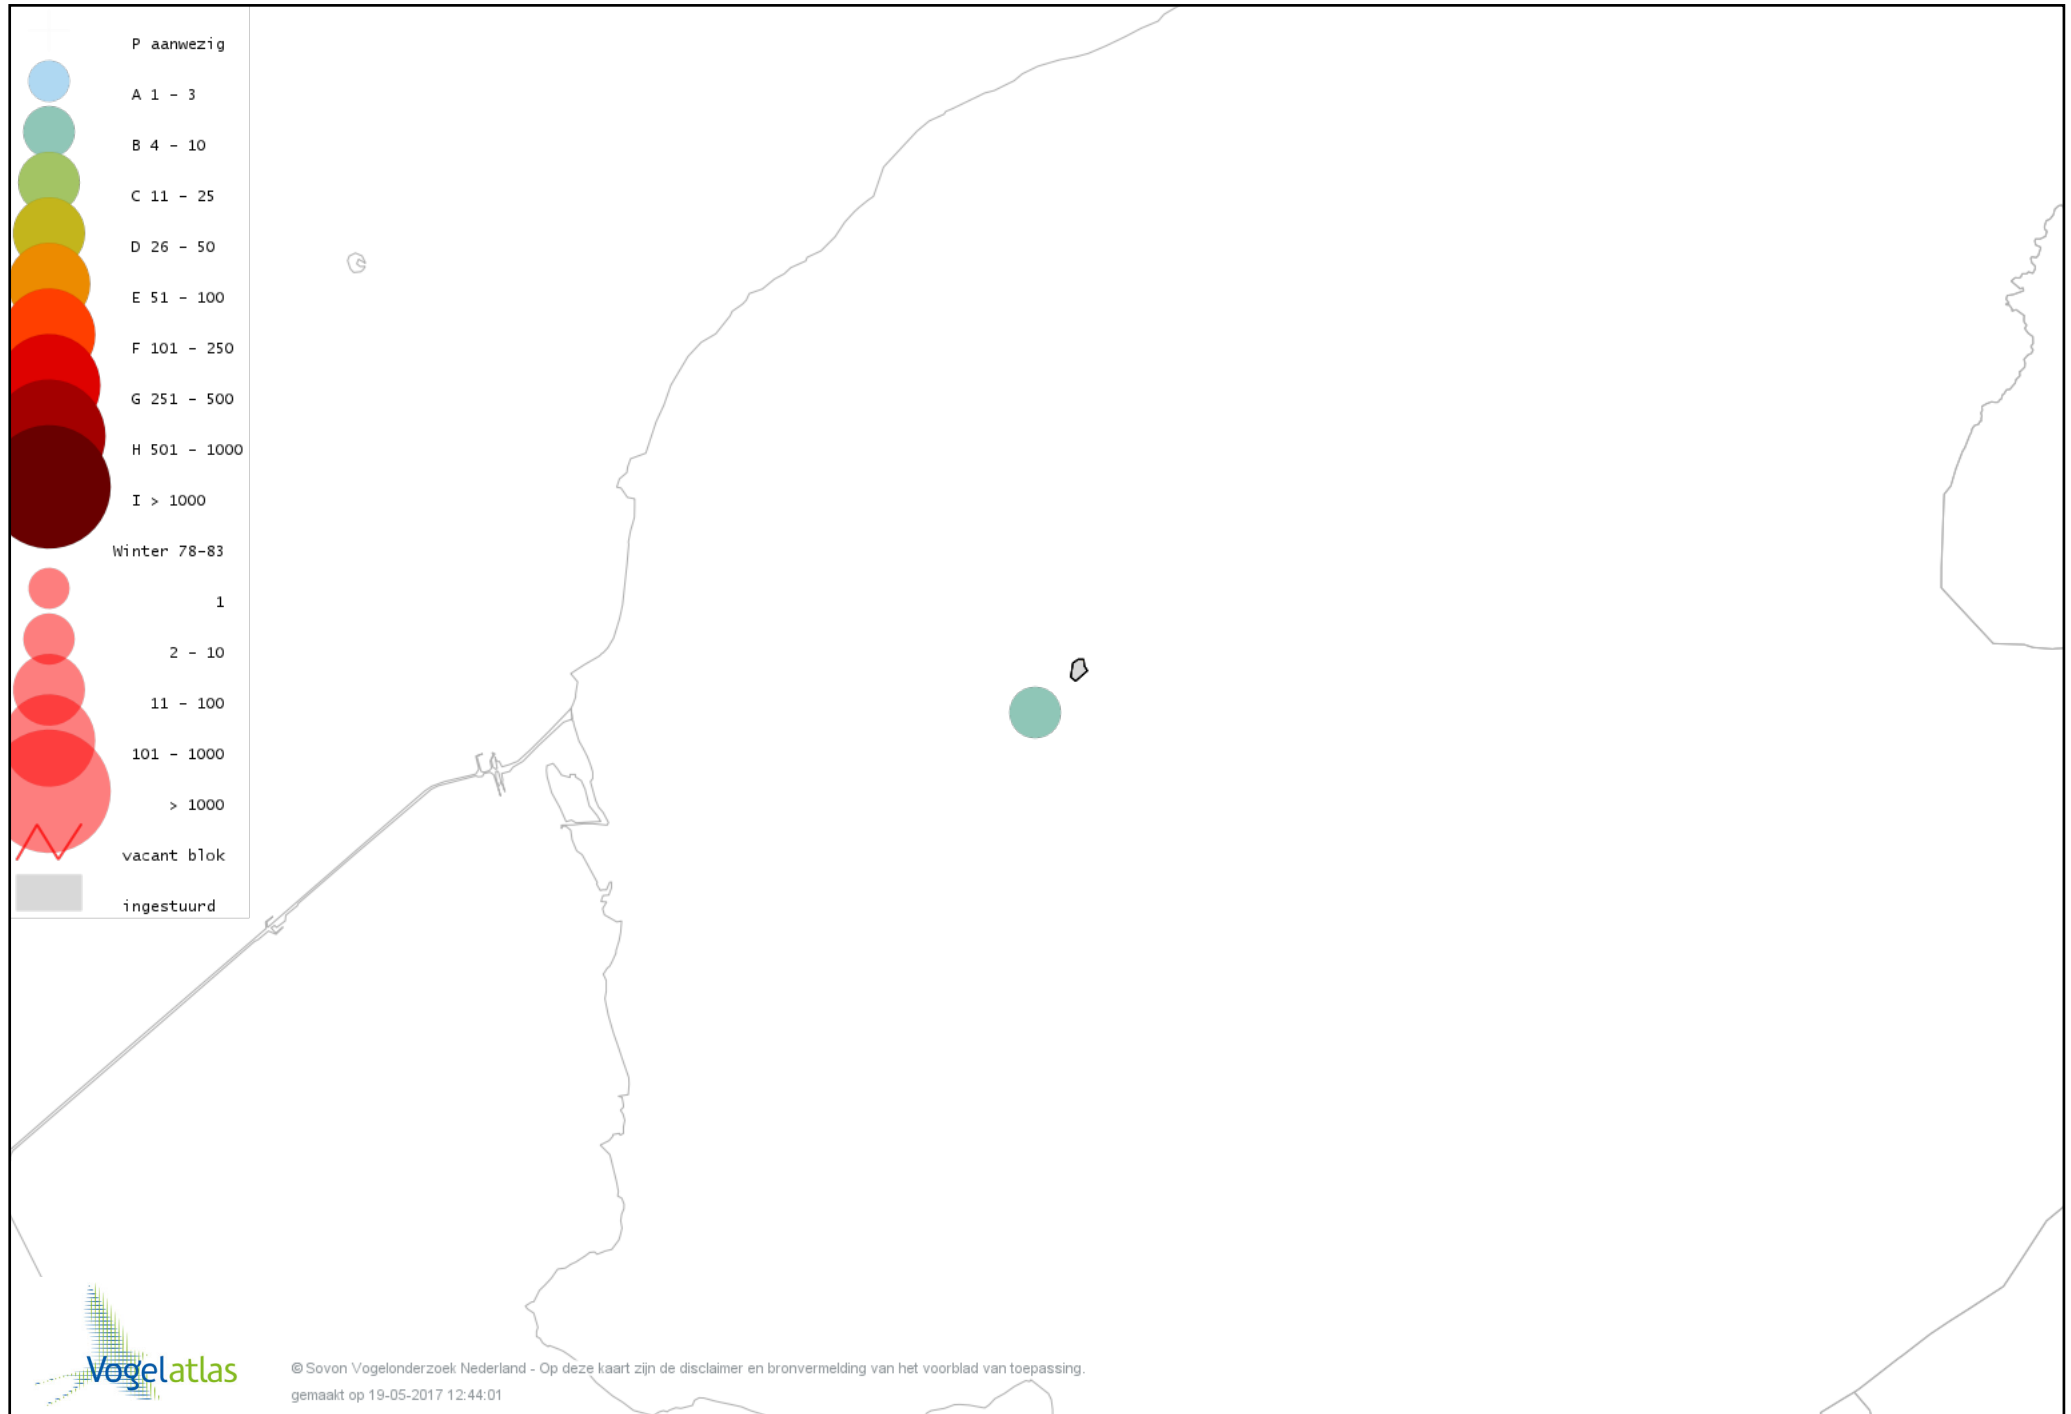 P aanwezig
A 1 - 3
B 4 - 10
C 11 - 25
D 26 - 50
E 51 - 100
F 101 - 250
G 251 - 500
H 501 - 1000
I > 1000
Winter 78-83
1
2 - 10
11 - 100
101 - 1000
> 1000
vacant blok
ingestuurd
Vogelatlas
© Sovon Vogelonderzoek Nederland - Op deze kaart zijn de disclaimer en bronvermelding van het voorblad van toepassing.
gemaakt op 19-05-2017 12:44:01